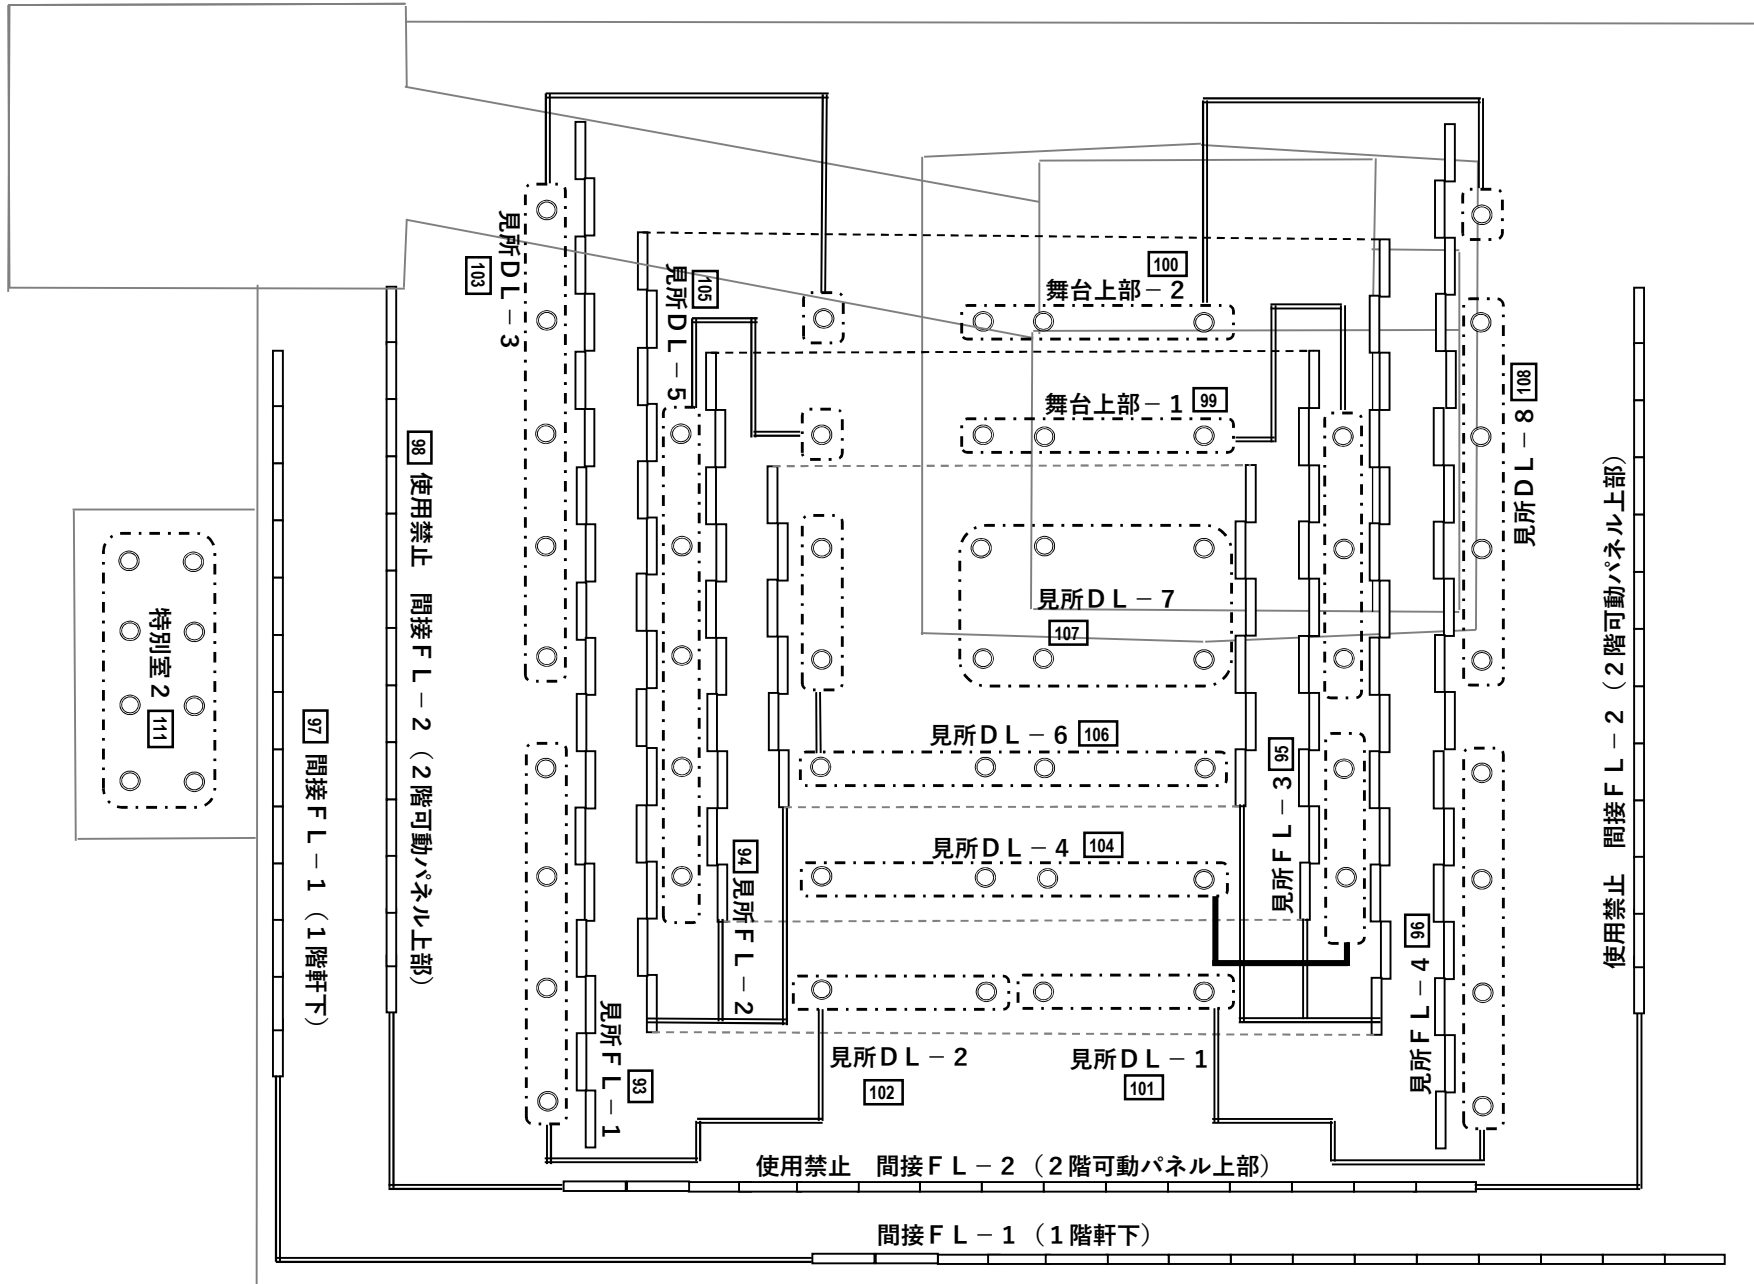 見所ＤＬ－３
103
見所ＤＬ－５
105
舞台上部－２
100
舞台上部－１
99
見所ＤＬ－８
108
98
使用禁止　間接ＦＬ－２（２階可動パネル上部）
使用禁止　間接ＦＬ－２（２階可動パネル上部）
特別室２
111
97
間接ＦＬ－１（１階軒下）
見所ＤＬ－７
107
見所ＤＬ－６
106
見所ＤＬ－４
104
94
見所ＦＬ－２
95
見所ＦＬ－３
96
見所ＦＬ－４
見所ＦＬ－１
93
見所ＤＬ－２
102
見所ＤＬ－１
101
使用禁止　間接ＦＬ－２（２階可動パネル上部）
間接ＦＬ－１（１階軒下）